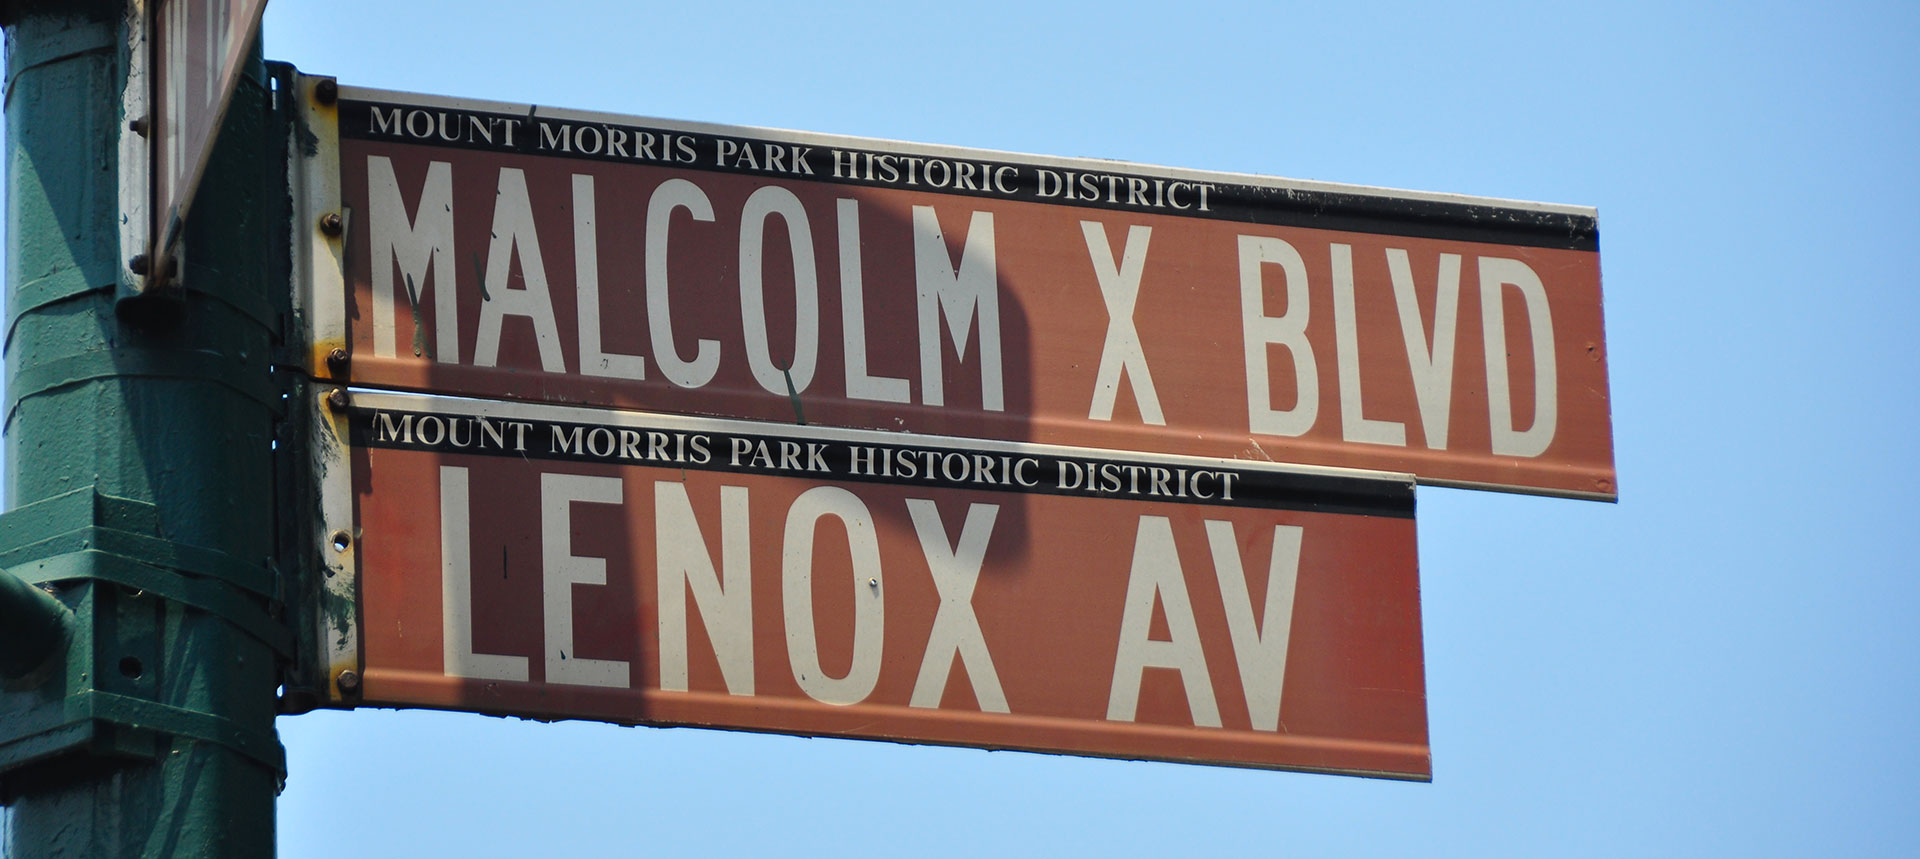 MOUNT MORRIS PARK HISTORIC DISTRICT
MALCOLM X BLVD
MOUNT MORRIS PARK HISTORIC DISTRICT
LENOX AV